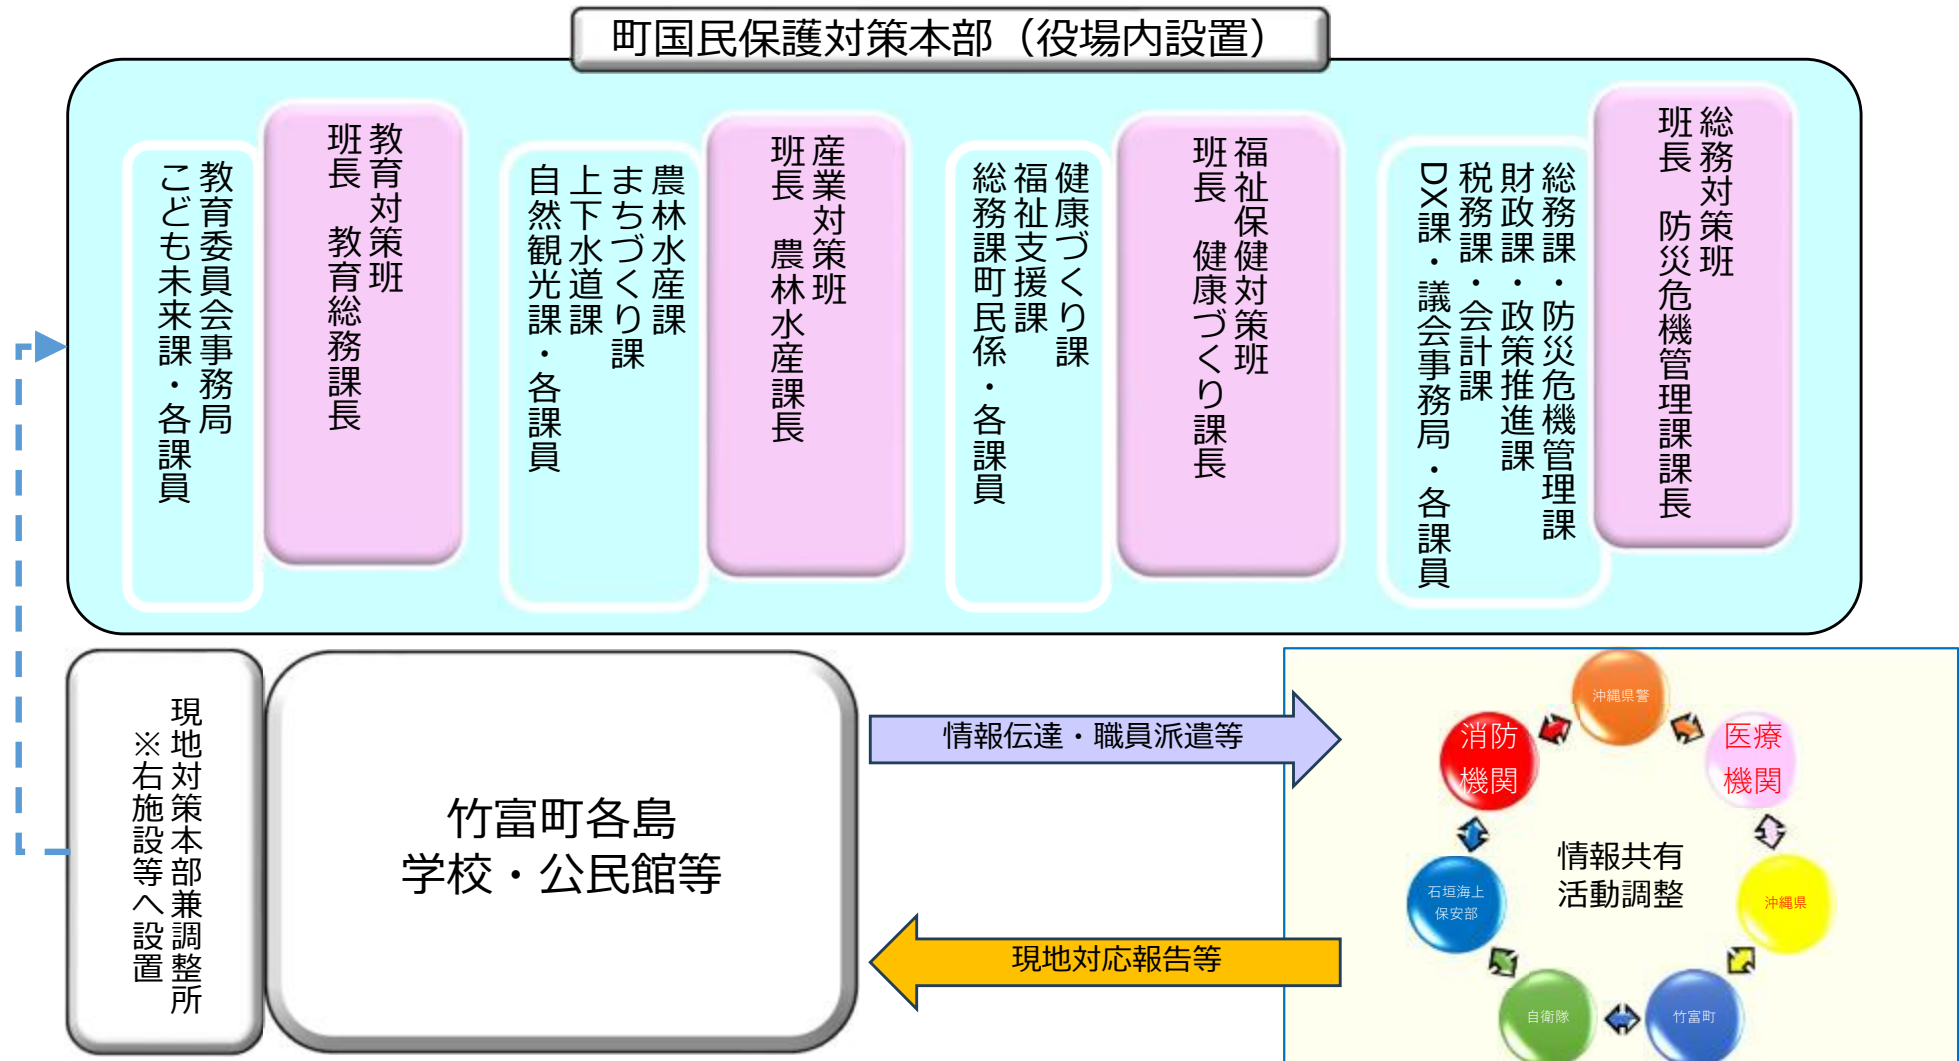 町国民保護対策本部（役場内設置）
総務対策班
班長　防災危機管理課課長
総務課・防災危機管理課
財政課・政策推進課
税務課・会計課
DX課・議会事務局・各課員
福祉保健対策班
班長　健康づくり課長
健康づくり課
福祉支援課
総務課町民係・各課員
産業対策班
班長　農林水産課長
農林水産課
まちづくり課
上下水道課
自然観光課・各課員
教育対策班
班長　教育総務課長
教育委員会事務局
こども未来課・各課員
現地対策本部兼調整所
※右施設等へ設置
竹富町各島
学校・公民館等
情報伝達・職員派遣等
現地対応報告等
沖縄県警
消防
機関
医療
機関
石垣海上
保安部
情報共有
活動調整
沖縄県
自衛隊
竹富町